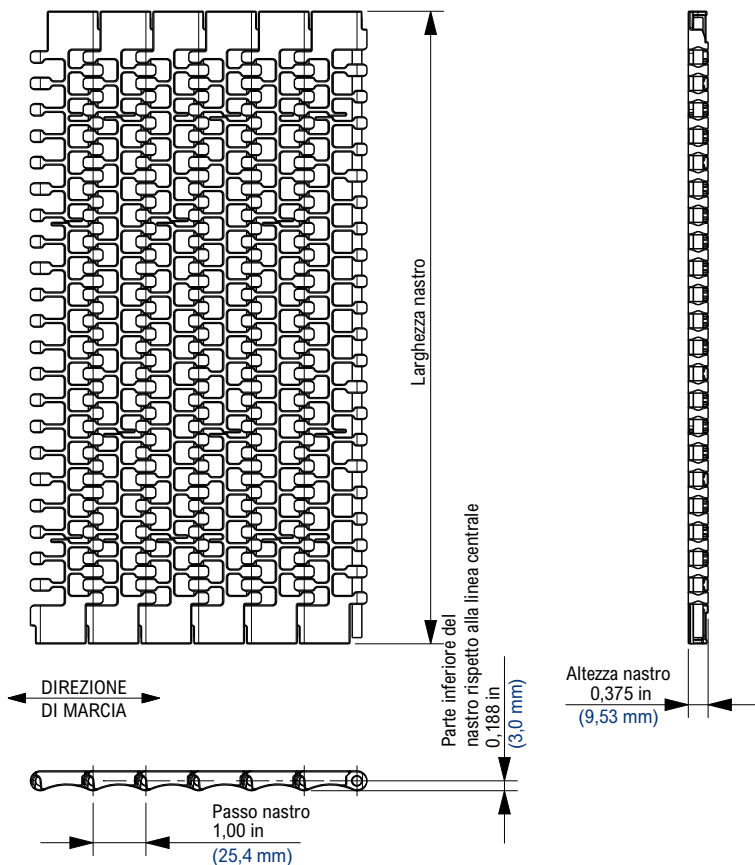 Larghezza nastro
Parte inferiore del
nastro rispetto alla linea centrale
0,188 in
(3,0 mm)
Altezza nastro
0,375 in
(9,53 mm)
DIREZIONE
DI MARCIA
Passo nastro
1,00 in
(25,4 mm)